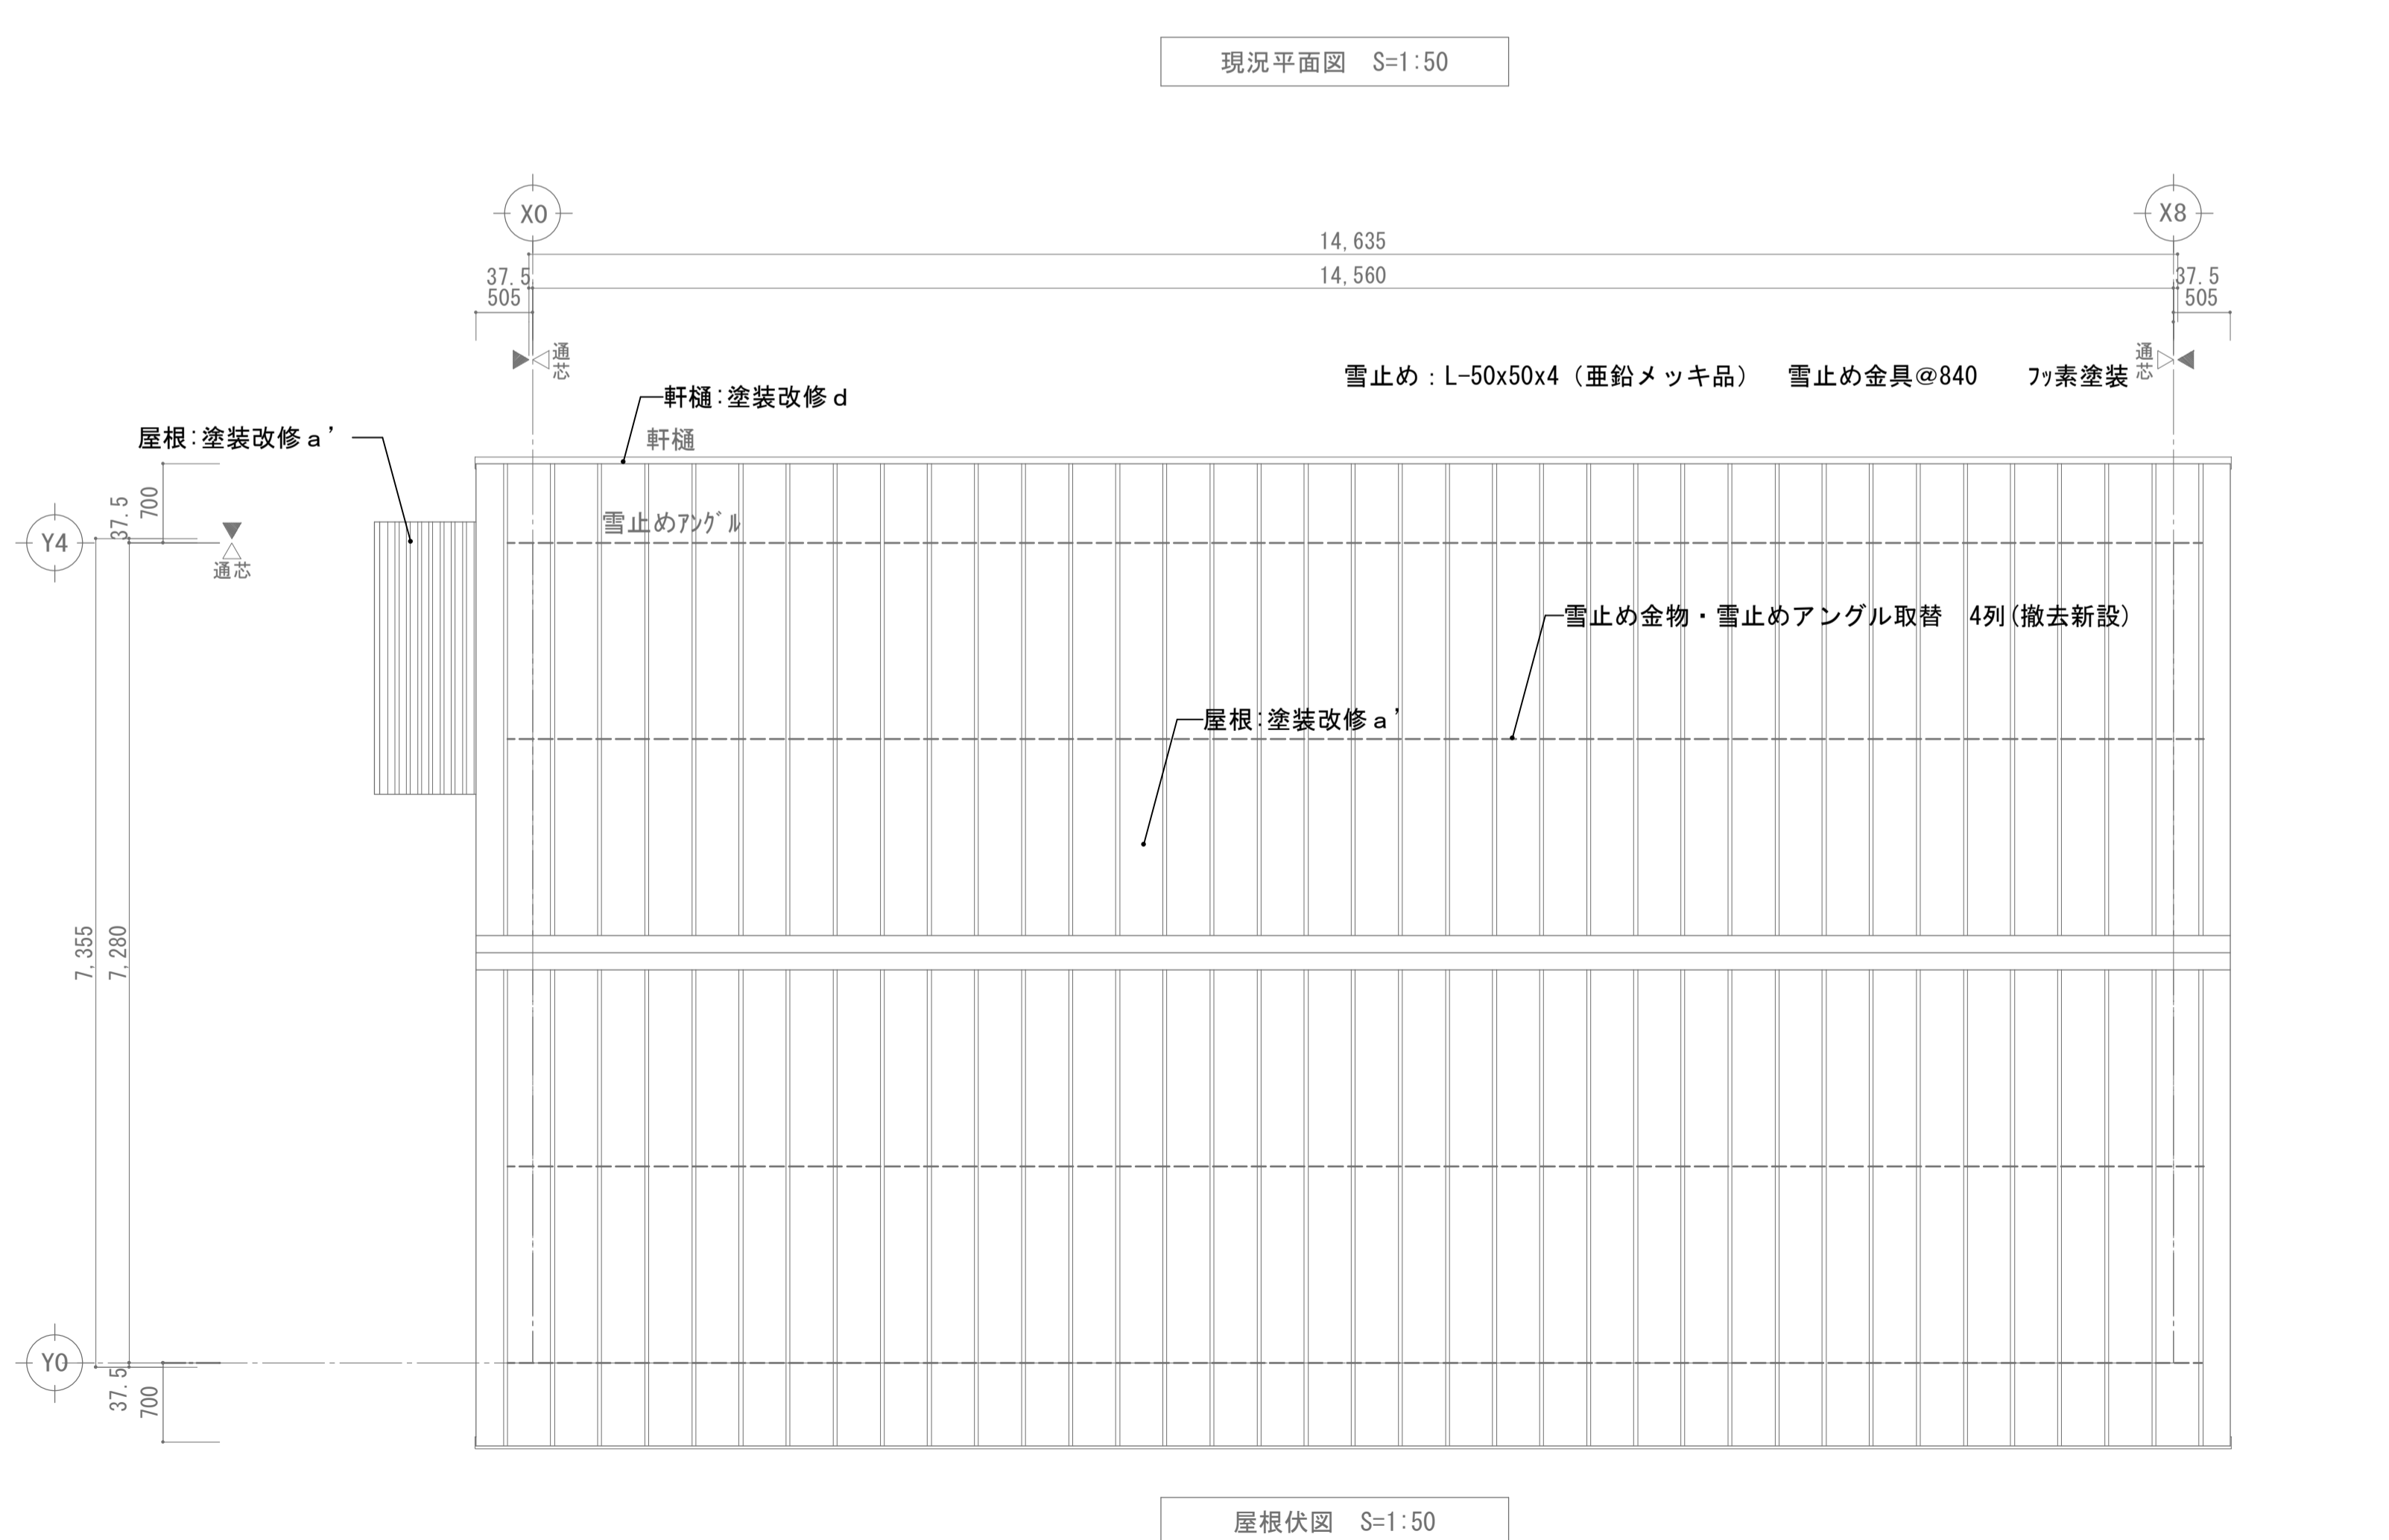 現況平面図 S=1:50
X0
X8
14,635
37.5
14,560
37.5
505
505
通芯
通芯
雪止め：L-50x50x4（亜鉛メッキ品） 雪止め金具@840 ﾌｯ素塗装
軒樋:塗装改修ｄ
屋根:塗装改修ａ’
軒樋
700
37.5
雪止めｱﾝｸﾞﾙ
Y4
通芯
雪止め金物・雪止めアングル取替 4列(撤去新設)
屋根:塗装改修ａ’
7,355
7,280
Y0
37.5
700
屋根伏図 S=1:50